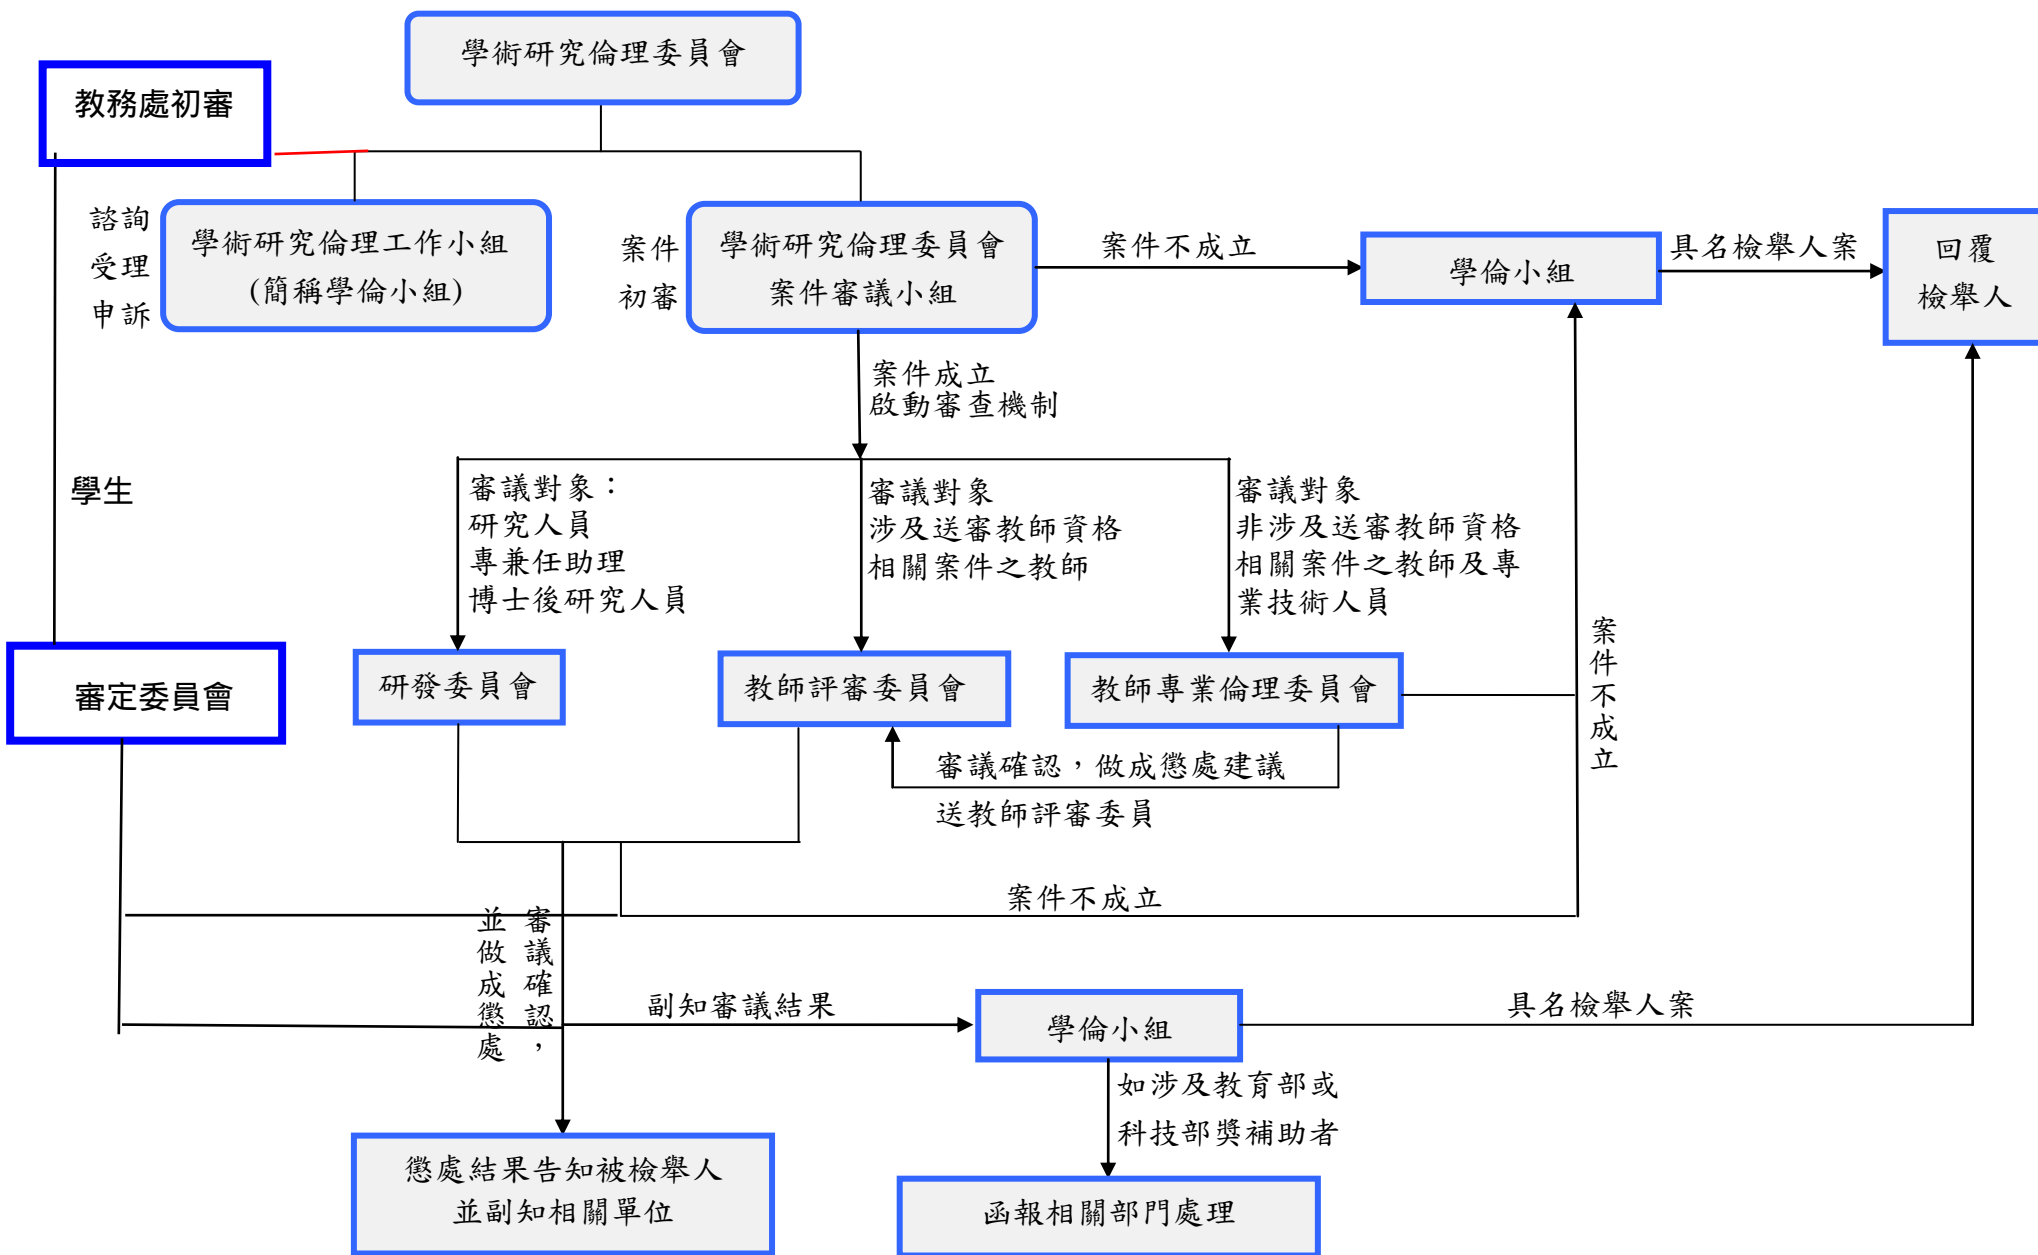 學術研究倫理委員會
教務處初審
諮詢
受理
申訴
學術研究倫理工作小組
(簡稱學倫小組)
案件
初審
學術研究倫理委員會
案件審議小組
案件不成立
學倫小組
具名檢舉人案
回覆
檢舉人
案件成立
啟動審查機制
學生
審議對象：
研究人員
專兼任助理
博士後研究人員
審議對象
涉及送審教師資格
相關案件之教師
審議對象
非涉及送審教師資格
相關案件之教師及專
業技術人員
案件不成立
審定委員會
研發委員會
教師評審委員會
教師專業倫理委員會
審議確認，做成懲處建議
送教師評審委員
案件不成立
審議確認，
並做成懲處
副知審議結果
學倫小組
具名檢舉人案
如涉及教育部或
科技部獎補助者
懲處結果告知被檢舉人
並副知相關單位
函報相關部門處理